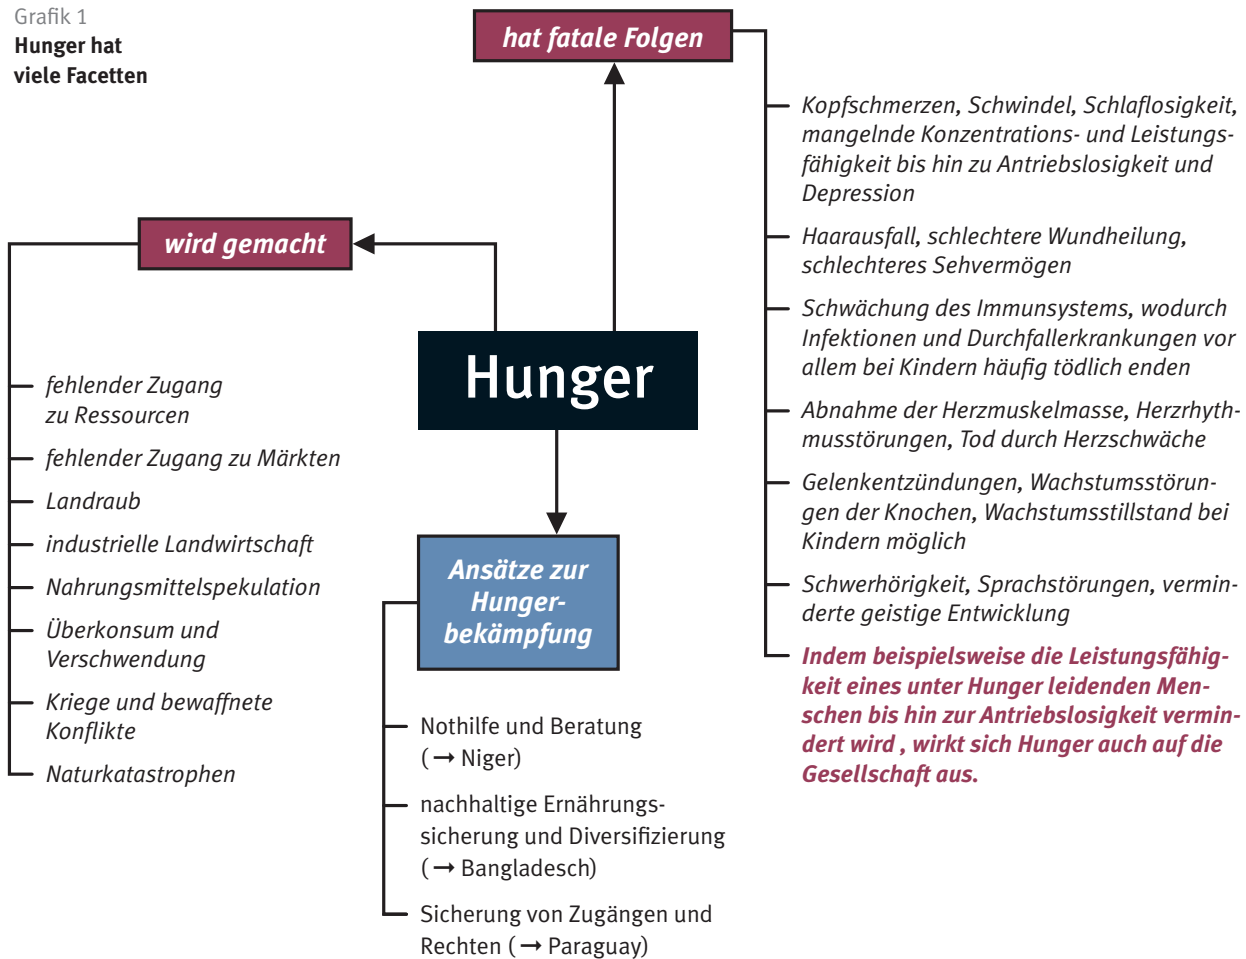 Grafik 1
Hunger hat
viele Facetten
hat fatale Folgen
Kopfschmerzen, Schwindel, Schlaflosigkeit,
mangelnde Konzentrations- und Leistungs-
fähigkeit bis hin zu Antriebslosigkeit und
Depression
Haarausfall, schlechtere Wundheilung,
schlechteres Sehvermögen
Schwächung des Immunsystems, wodurch
Infektionen und Durchfallerkrankungen vor
allem bei Kindern häufig tödlich enden
Abnahme der Herzmuskelmasse, Herzrhyth-
musstörungen, Tod durch Herzschwäche
Gelenkentzündungen, Wachstumsstörun-
gen der Knochen, Wachstumsstillstand bei
Kindern möglich
Schwerhörigkeit, Sprachstörungen, vermin-
derte geistige Entwicklung
Indem beispielsweise die Leistungsfähig-
keit eines unter Hunger leidenden Men-
schen bis hin zur Antriebslosigkeit vermin-
dert wird , wirkt sich Hunger auch auf die
Gesellschaft aus.
wird gemacht
fehlender Zugang
zu Ressourcen
fehlender Zugang zu Märkten
Landraub
industrielle Landwirtschaft
Nahrungsmittelspekulation
Überkonsum und
Verschwendung
Kriege und bewaffnete
Konflikte
Naturkatastrophen
Hunger
Ansätze zur
Hunger-
bekämpfung
Nothilfe und Beratung
(→ Niger)
nachhaltige Ernährungs-
sicherung und Diversifizierung
(→ Bangladesch)
Sicherung von Zugängen und
Rechten (→ Paraguay)